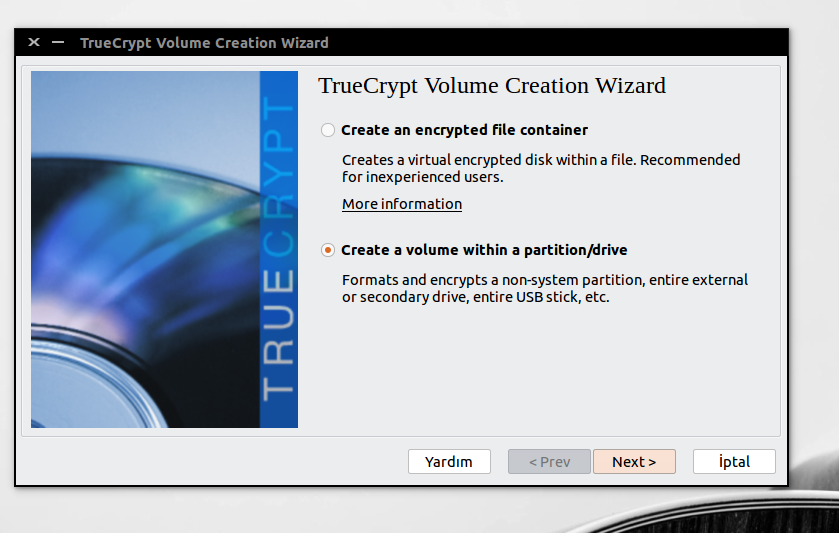 TrueCrypt Volume Creation Wizard
TRUECRYPT
TrueCrypt Volume Creation Wizard
Create an encrypted file container
Creates a virtual encrypted disk within a file. Recommended
for inexperienced users.
More information
Create a volume within a partition/drive
Formats and encrypts a non-system partition, entire external
or secondary drive, entire USB stick, etc.
Yardım
< Prev
Next >
İptal